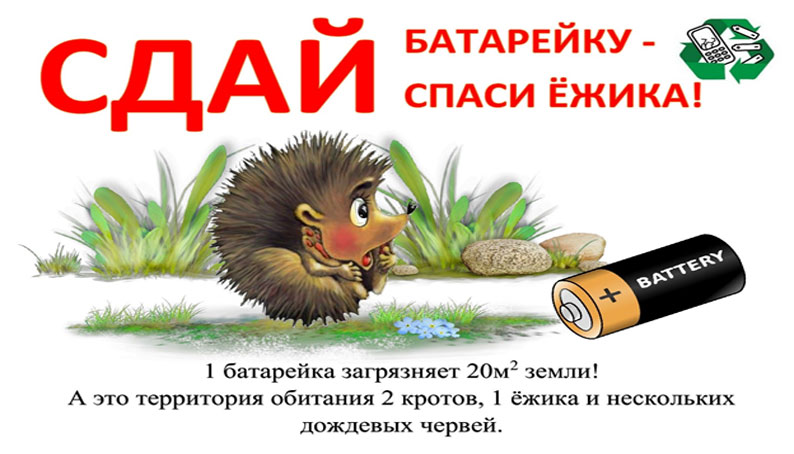 СДАЙ
БАТАРЕЙКУ -
СПАСИ ЁЖИКА!
BATTERY
+
1 батарейка загрязняет 20м² земли!
А это территория обитания 2 кротов, 1 ёжика и нескольких
дождевых червей.